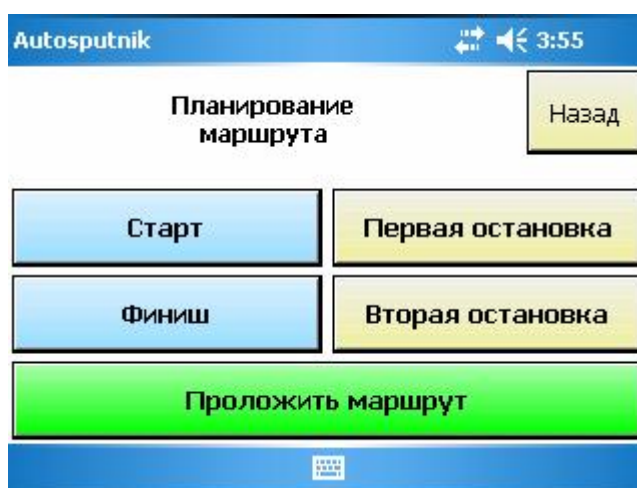 Autosputnik 3:55
Планирование
маршрута
Назад
Старт
Первая остановка
Финиш
Вторая остановка
Проложить маршрут